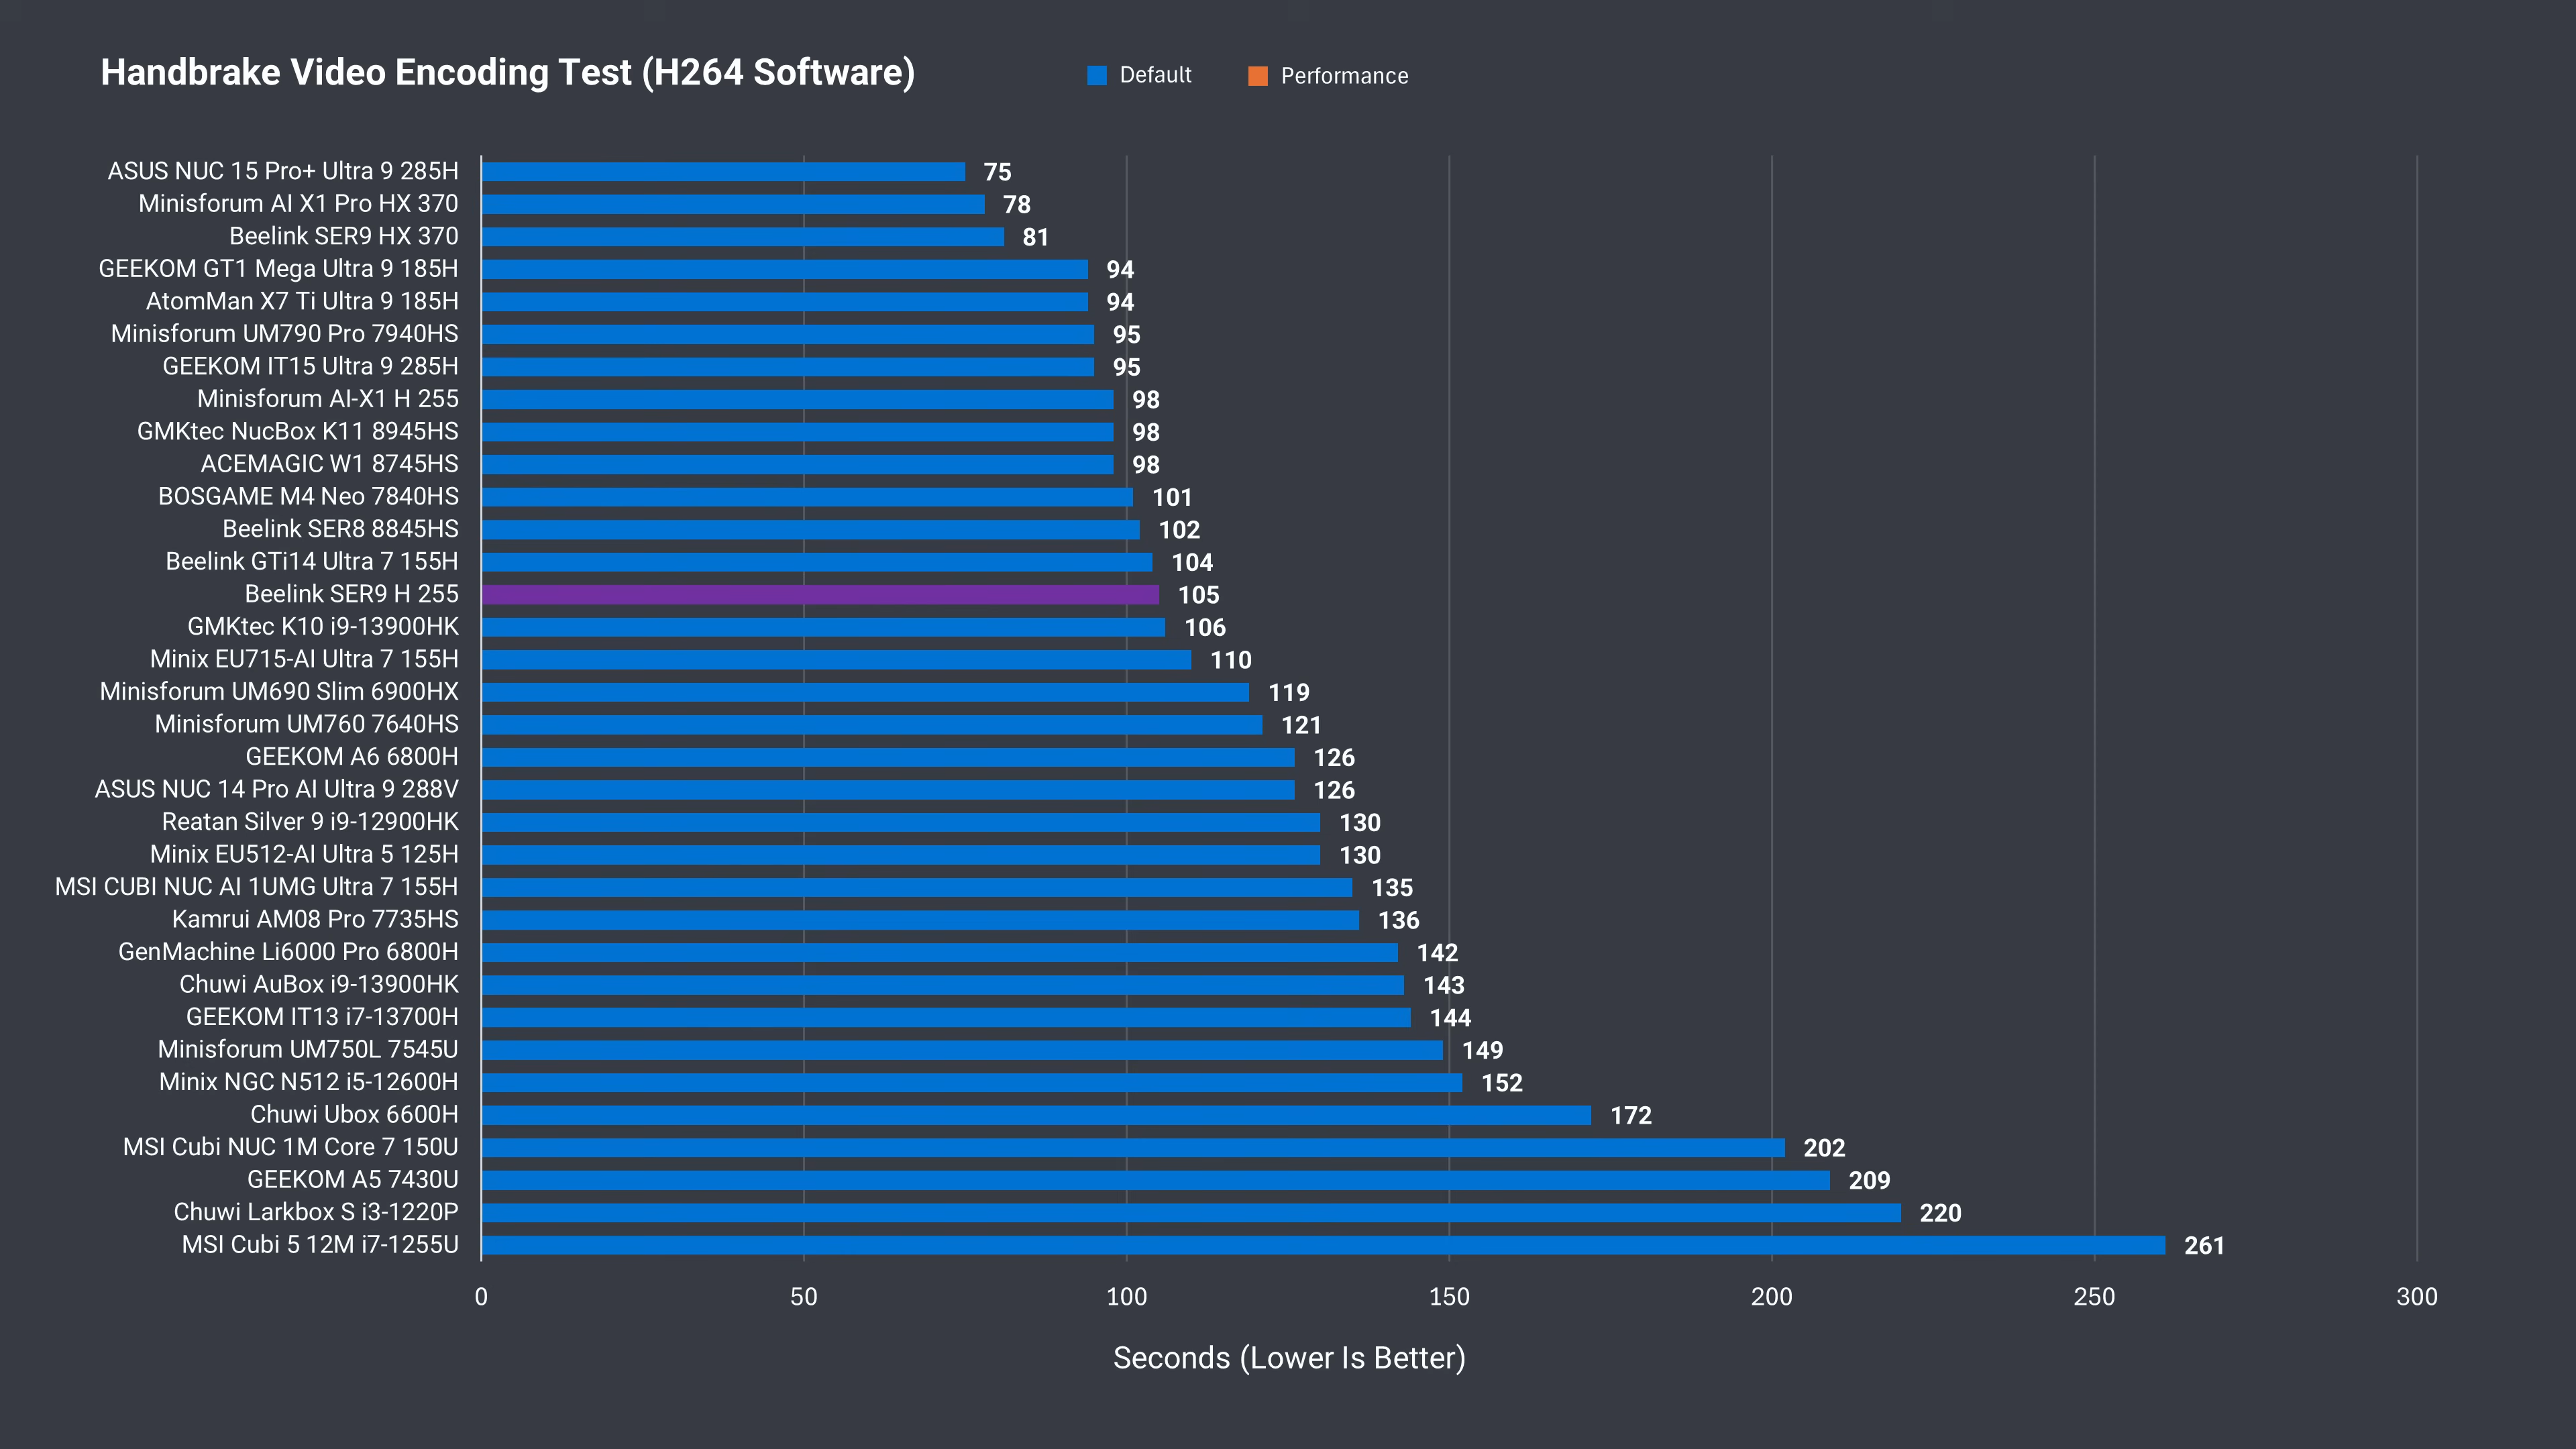 Handbrake Video Encoding Test (H264 Software)
Default
Performance
ASUS NUC 15 Pro+ Ultra 9 285H 75
Minisforum AI X1 Pro HX 370 78
Beelink SER9 HX 370 81
GEEKOM GT1 Mega Ultra 9 185H 94
AtomMan X7 Ti Ultra 9 185H 94
Minisforum UM790 Pro 7940HS 95
GEEKOM IT15 Ultra 9 285H 95
Minisforum AI-X1 H 255 98
GMKtec NucBox K11 8945HS 98
ACEMAGIC W1 8745HS 98
BOSGAME M4 Neo 7840HS 101
Beelink SER8 8845HS 102
Beelink GTi14 Ultra 7 155H 104
Beelink SER9 H 255 105
GMKtec K10 i9-13900HK 106
Minix EU715-AI Ultra 7 155H 110
Minisforum UM690 Slim 6900HX 119
Minisforum UM760 7640HS 121
GEEKOM A6 6800H 126
ASUS NUC 14 Pro AI Ultra 9 288V 126
Reatan Silver 9 i9-12900HK 130
Minix EU512-AI Ultra 5 125H 130
MSI CUBI NUC AI 1UMG Ultra 7 155H 135
Kamrui AM08 Pro 7735HS 136
GenMachine Li6000 Pro 6800H 142
Chuwi AuBox i9-13900HK 143
GEEKOM IT13 i7-13700H 144
Minisforum UM750L 7545U 149
Minix NGC N512 i5-12600H 152
Chuwi Ubox 6600H 172
MSI Cubi NUC 1M Core 7 150U 202
GEEKOM A5 7430U 209
Chuwi Larkbox S i3-1220P 220
MSI Cubi 5 12M i7-1255U 261
0 50 100 150 200 250 300
Seconds (Lower Is Better)